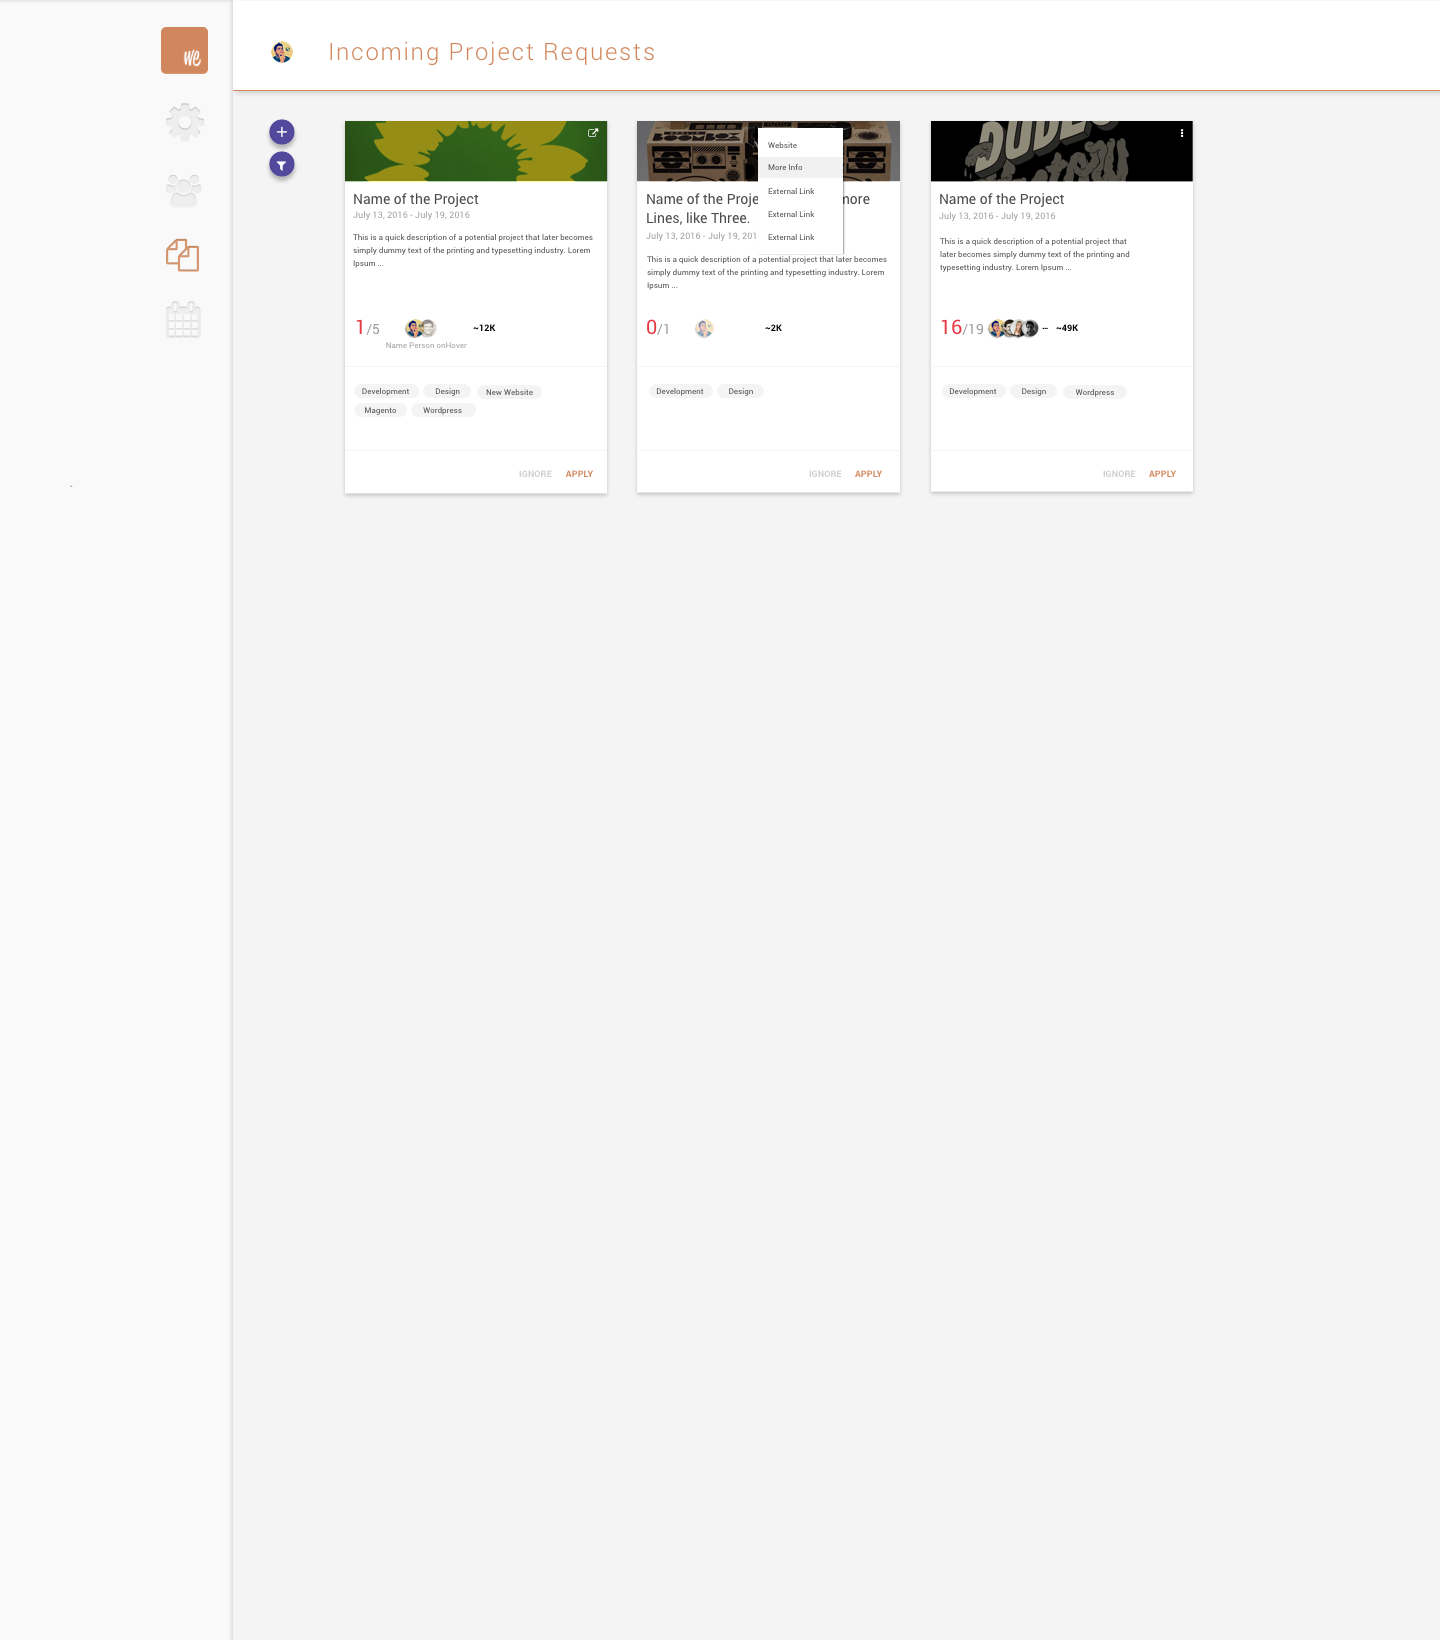 we
Incoming Project Requests
Name of the Project
July 13, 2016 - July 19, 2016
This is a quick description of a potential project that later becomes
simply dummy text of the printing and typesetting industry. Lorem
Ipsum ...
1/5
~12K
Name Person onHover
Development
Design
New Website
Magento
Wordpress
IGNORE
APPLY
BOOMBOX
Website
More Info
External Link
External Link
External Link
Name of the Proje more
Lines, like Three.
July 13, 2016 - July 19, 201
This is a quick description of a potential project that later becomes
simply dummy text of the printing and typesetting industry. Lorem
Ipsum ...
0/1
~2K
Development
Design
IGNORE
APPLY
DUDES
Name of the Project
July 13, 2016 - July 19, 2016
This is a quick description of a potential project that
later becomes simply dummy text of the printing and
typesetting industry. Lorem Ipsum ...
16/19
...
~49K
Development
Design
Wordpress
IGNORE
APPLY